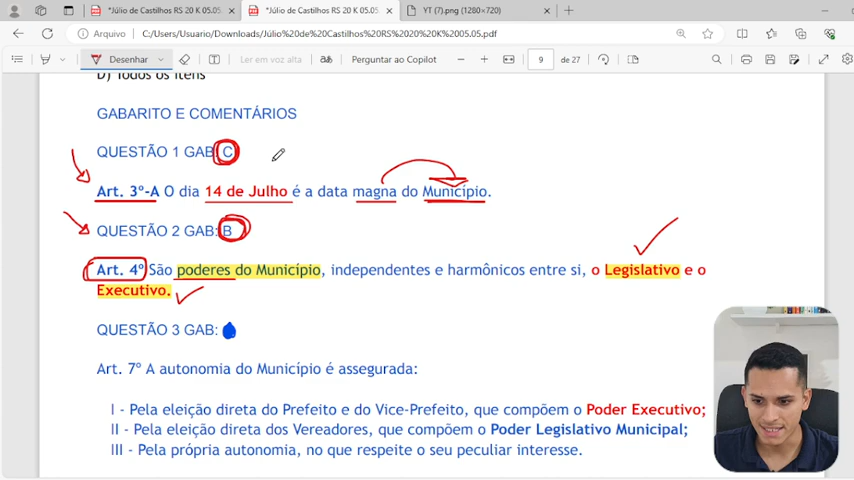 *Júlio de Castilhos RS 20 K 05.05
*Júlio de Castilhos RS 20 K 05.05
YT (7).png (1280×720)
Arquivo
C:/Users/Usuario/Downloads/Júlio%20de%20Castilhos%20RS%2020%20K%2005.05.pdf
Desenhar
Ler em voz alta
Perguntar ao Copilot
9
de 27
D) Todos os itens
GABARITO E COMENTÁRIOS
QUESTÃO 1 GAB: C
Art. 3º-A O dia 14 de Julho é a data magna do Município.
QUESTÃO 2 GAB: B
Art. 4º São poderes do Município, independentes e harmônicos entre si, o Legislativo e o
Executivo.
QUESTÃO 3 GAB:
Art. 7º A autonomia do Município é assegurada:
I - Pela eleição direta do Prefeito e do Vice-Prefeito, que compõem o Poder Executivo;
II - Pela eleição direta dos Vereadores, que compõem o Poder Legislativo Municipal;
III - Pela própria autonomia, no que respeite o seu peculiar interesse.